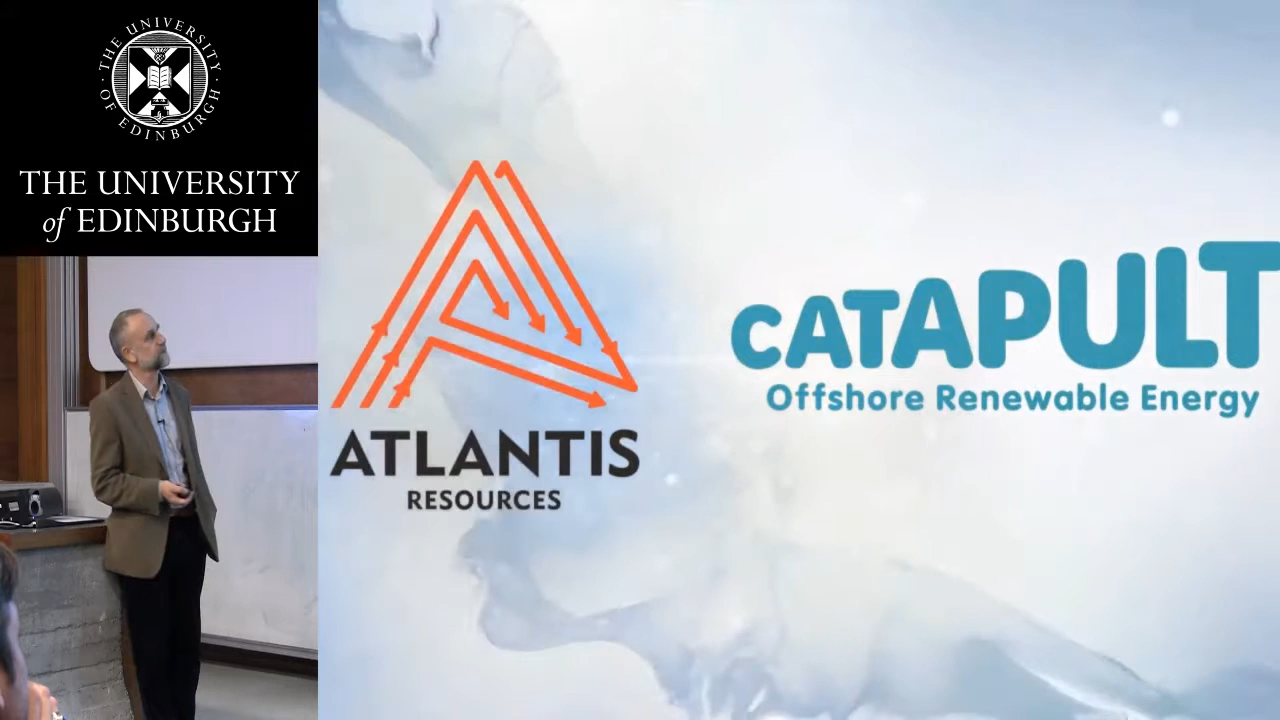 THE UNIVERSITY
OF EDINBURGH
THE UNIVERSITY
of EDINBURGH
ATLANTIS
RESOURCES
CATAPULT
Offshore Renewable Energy